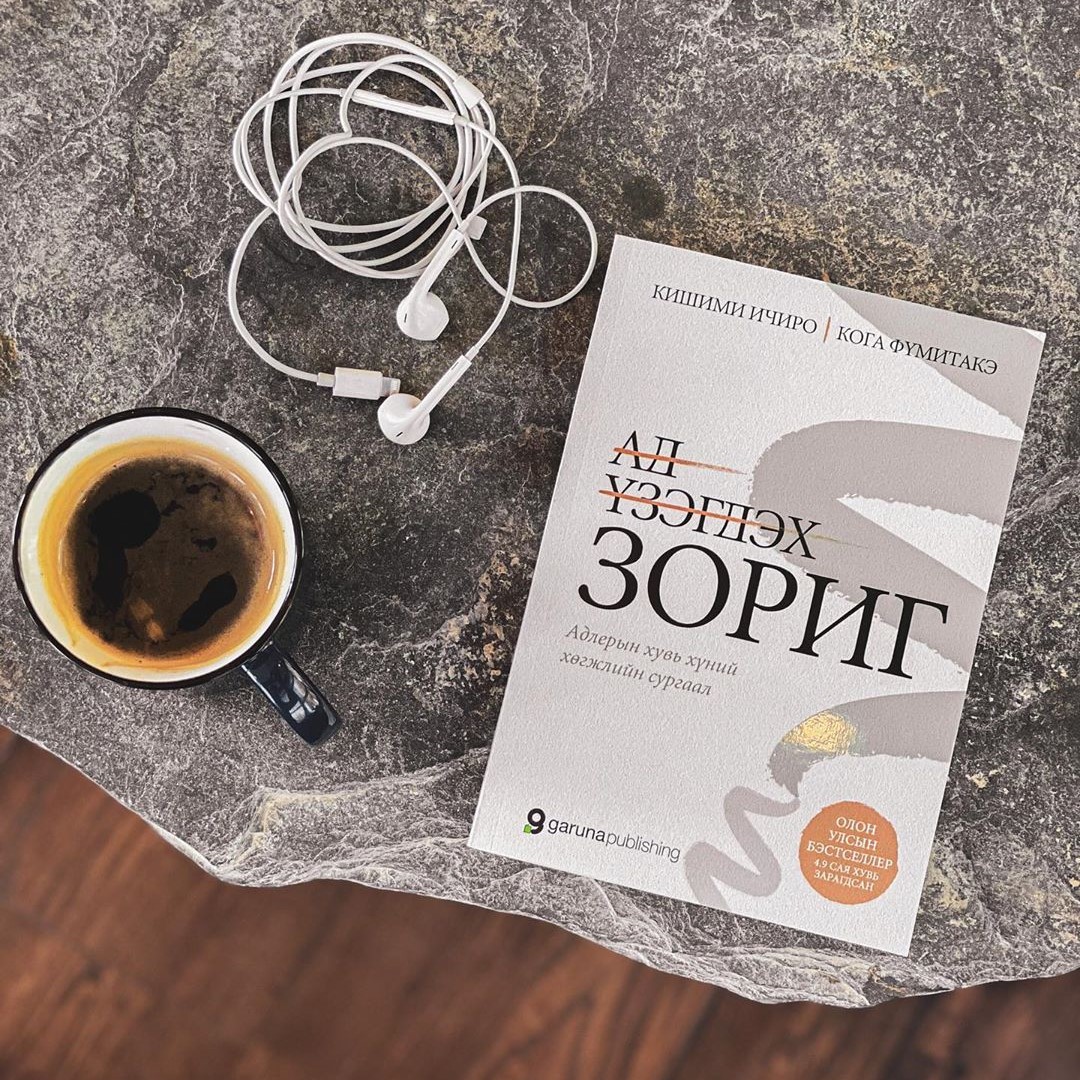 КИШИМИ ИЧИРО | КОГА ФҮМИТАКЭ
АД
ҮЗЭГДЭХ
ЗОРИГ
Адлерын хувь хүний
хөгжлийн сургаал
garunapublishing
ОЛОН
УЛСЫН
БЭСТСЕЛЛЕР
4.9 САЯ ХУВЬ
ЗАРАГДСАН